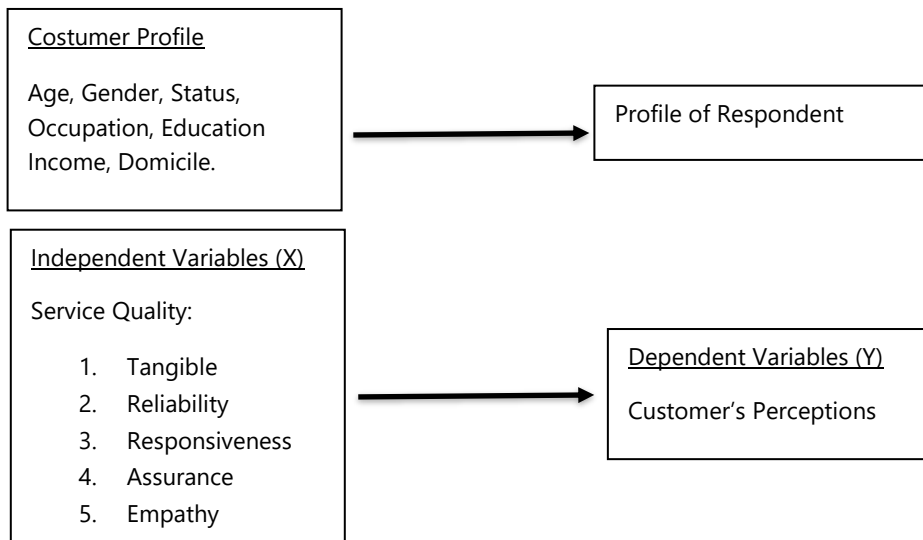 Costumer Profile
Age, Gender, Status,
Occupation, Education
Income, Domicile.
Profile of Respondent
Independent Variables (X)
Service Quality:
1. Tangible
2. Reliability
3. Responsiveness
4. Assurance
5. Empathy
Dependent Variables (Y)
Customer’s Perceptions